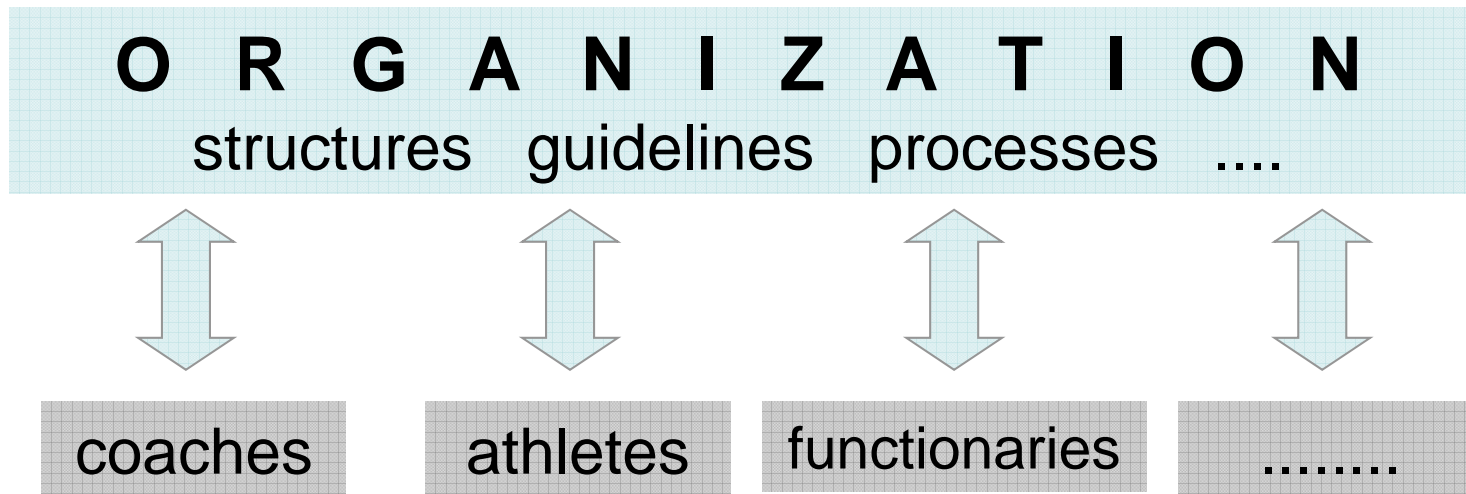 O R G A N I Z A T I O N
structures guidelines processes ....
coaches athletes functionaries ........